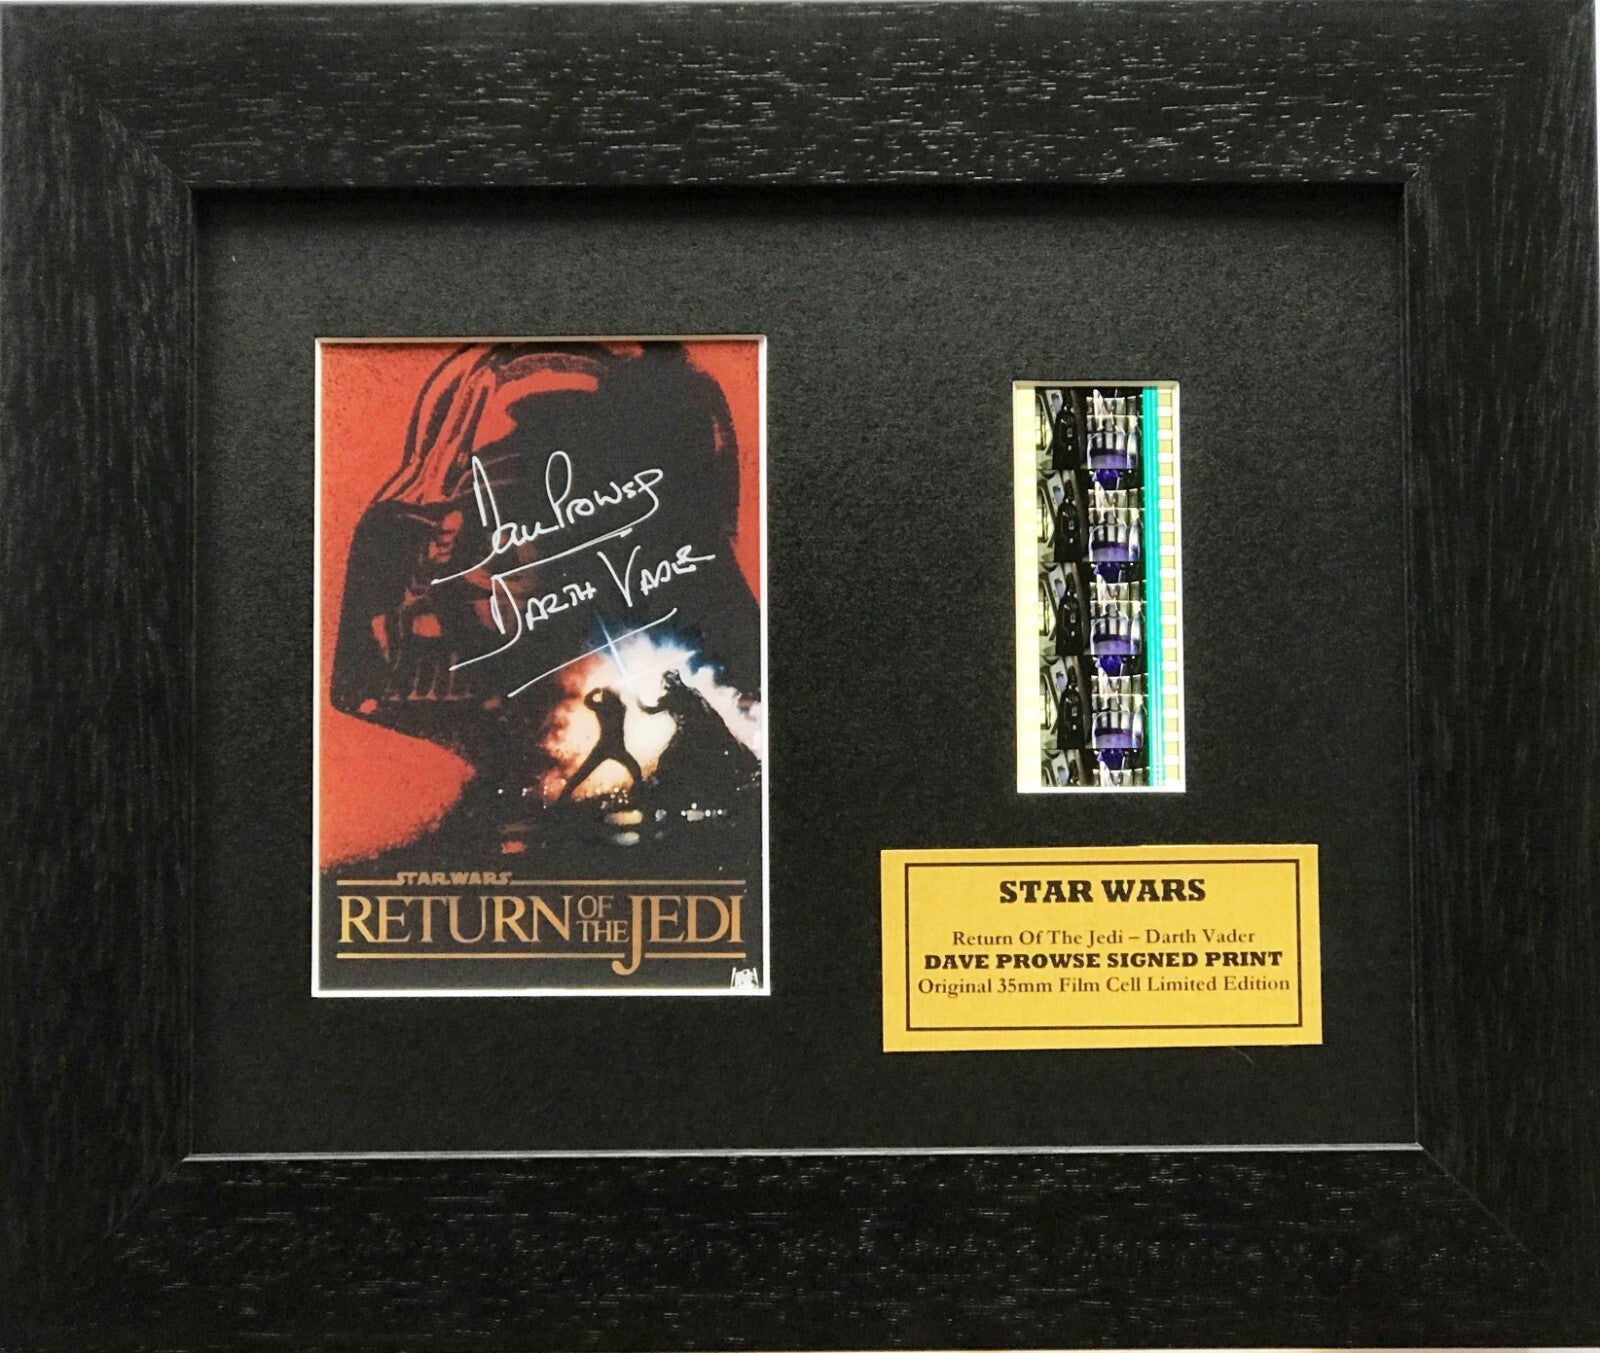 Dave Prowse
DARTH VADER
STAR WARS
RETURN OF THE JEDI
STAR WARS
Return Of The Jedi – Darth Vader
DAVE PROWSE SIGNED PRINT
Original 35mm Film Cell Limited Edition